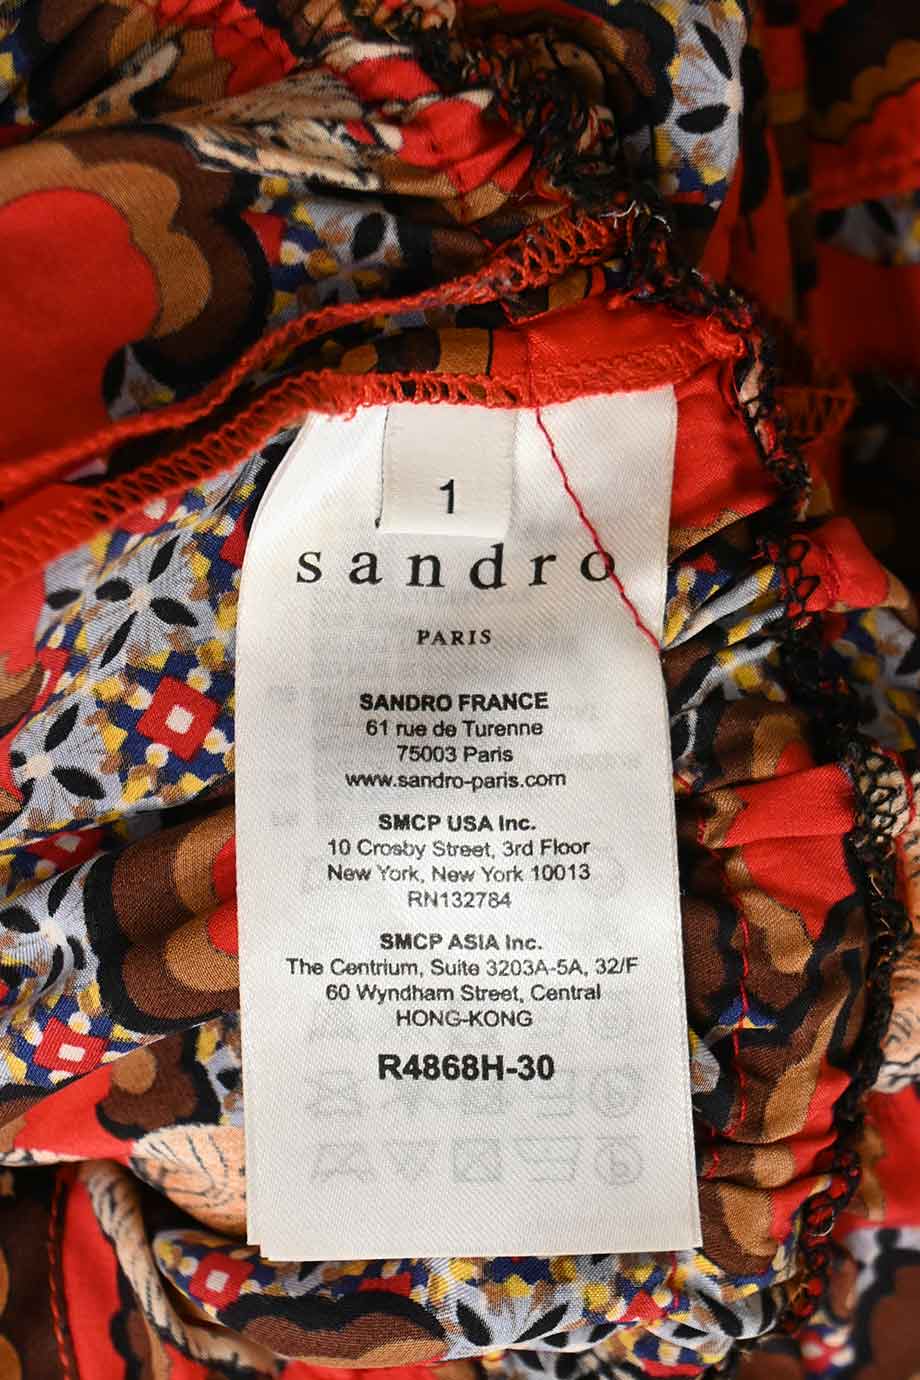 1
sandro
PARIS
SANDRO FRANCE
61 rue de Turenne
75003 Paris
www.sandro-paris.com
SMCP USA Inc.
10 Crosby Street, 3rd Floor
New York, New York 10013
RN132784
SMCP ASIA Inc.
The Centrium, Suite 3203A-5A, 32/F
60 Wyndham Street, Central
HONG-KONG
R4868H-30